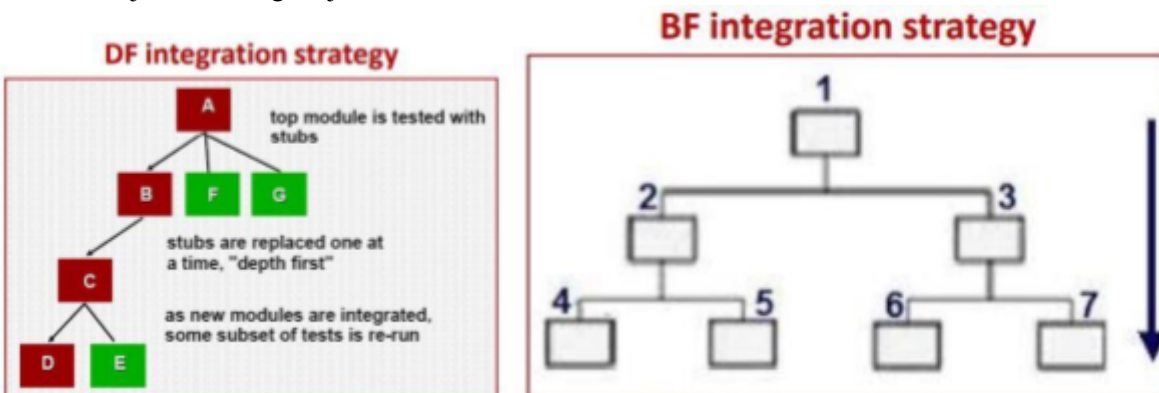 DF integration strategy
A
top module is tested with
stubs
B
F
G
stubs are replaced one at
a time, "depth first"
C
as new modules are integrated,
some subset of tests is re-run
D
E
BF integration strategy
1
2
3
4
5
6
7